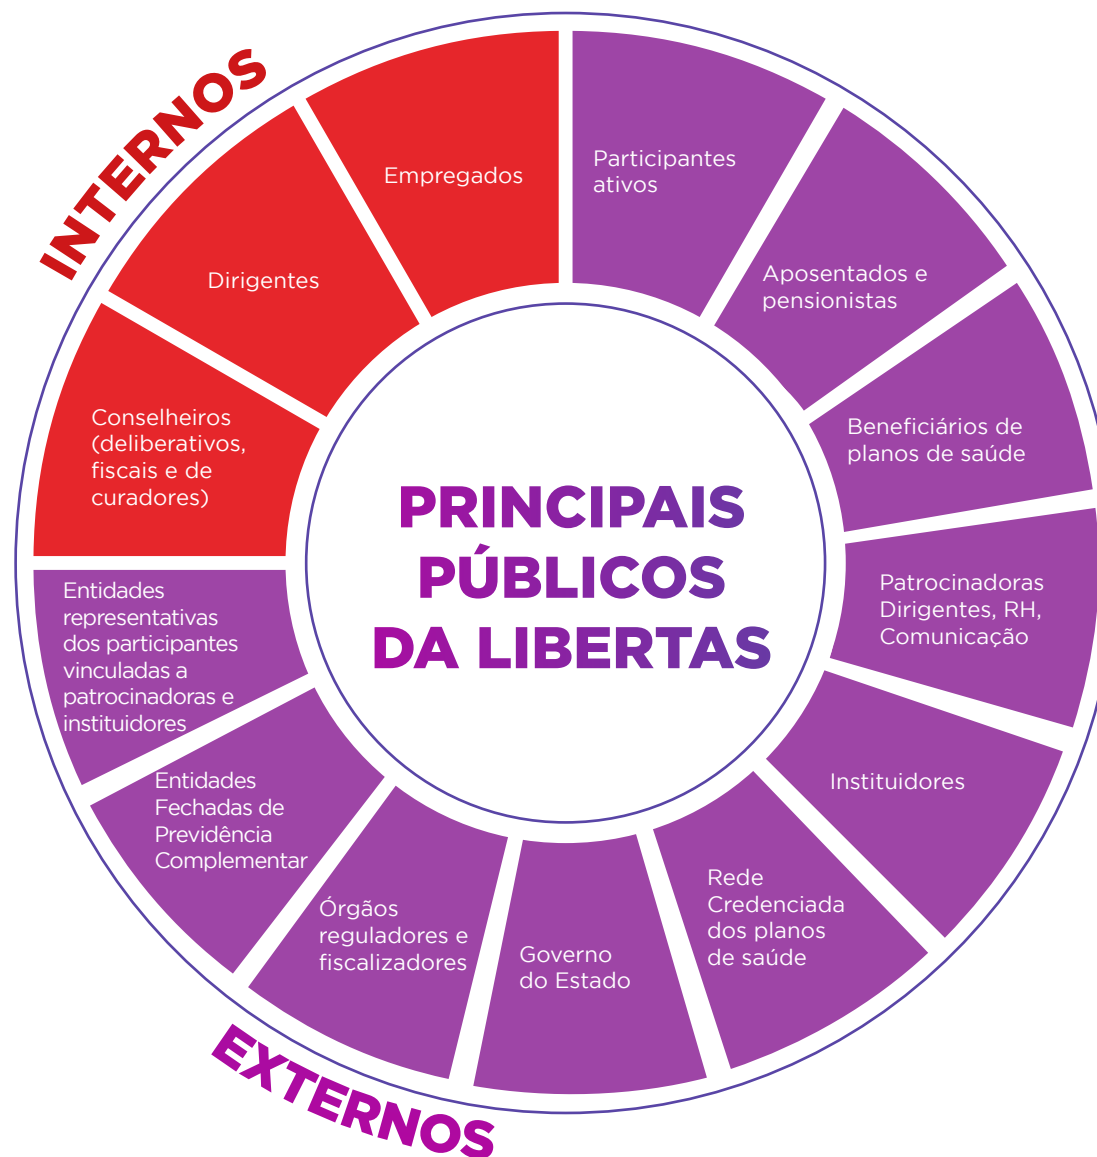 INTERNOS
Empregados
Dirigentes
Conselheiros
(deliberativos,
fiscais e de
curadores)
PRINCIPAIS
PÚBLICOS
DA LIBERTAS
Participantes
ativos
Aposentados e
pensionistas
Beneficiários de
planos de saúde
Patrocinadoras
Dirigentes, RH,
Comunicação
Instituidores
Rede
Credenciada
dos planos
de saúde
Governo
do Estado
Órgãos
reguladores e
fiscalizadores
Entidades
Fechadas de
Previdência
Complementar
Entidades
representativas
dos participantes
vinculadas a
patrocinadoras e
instituidores
EXTERNOS